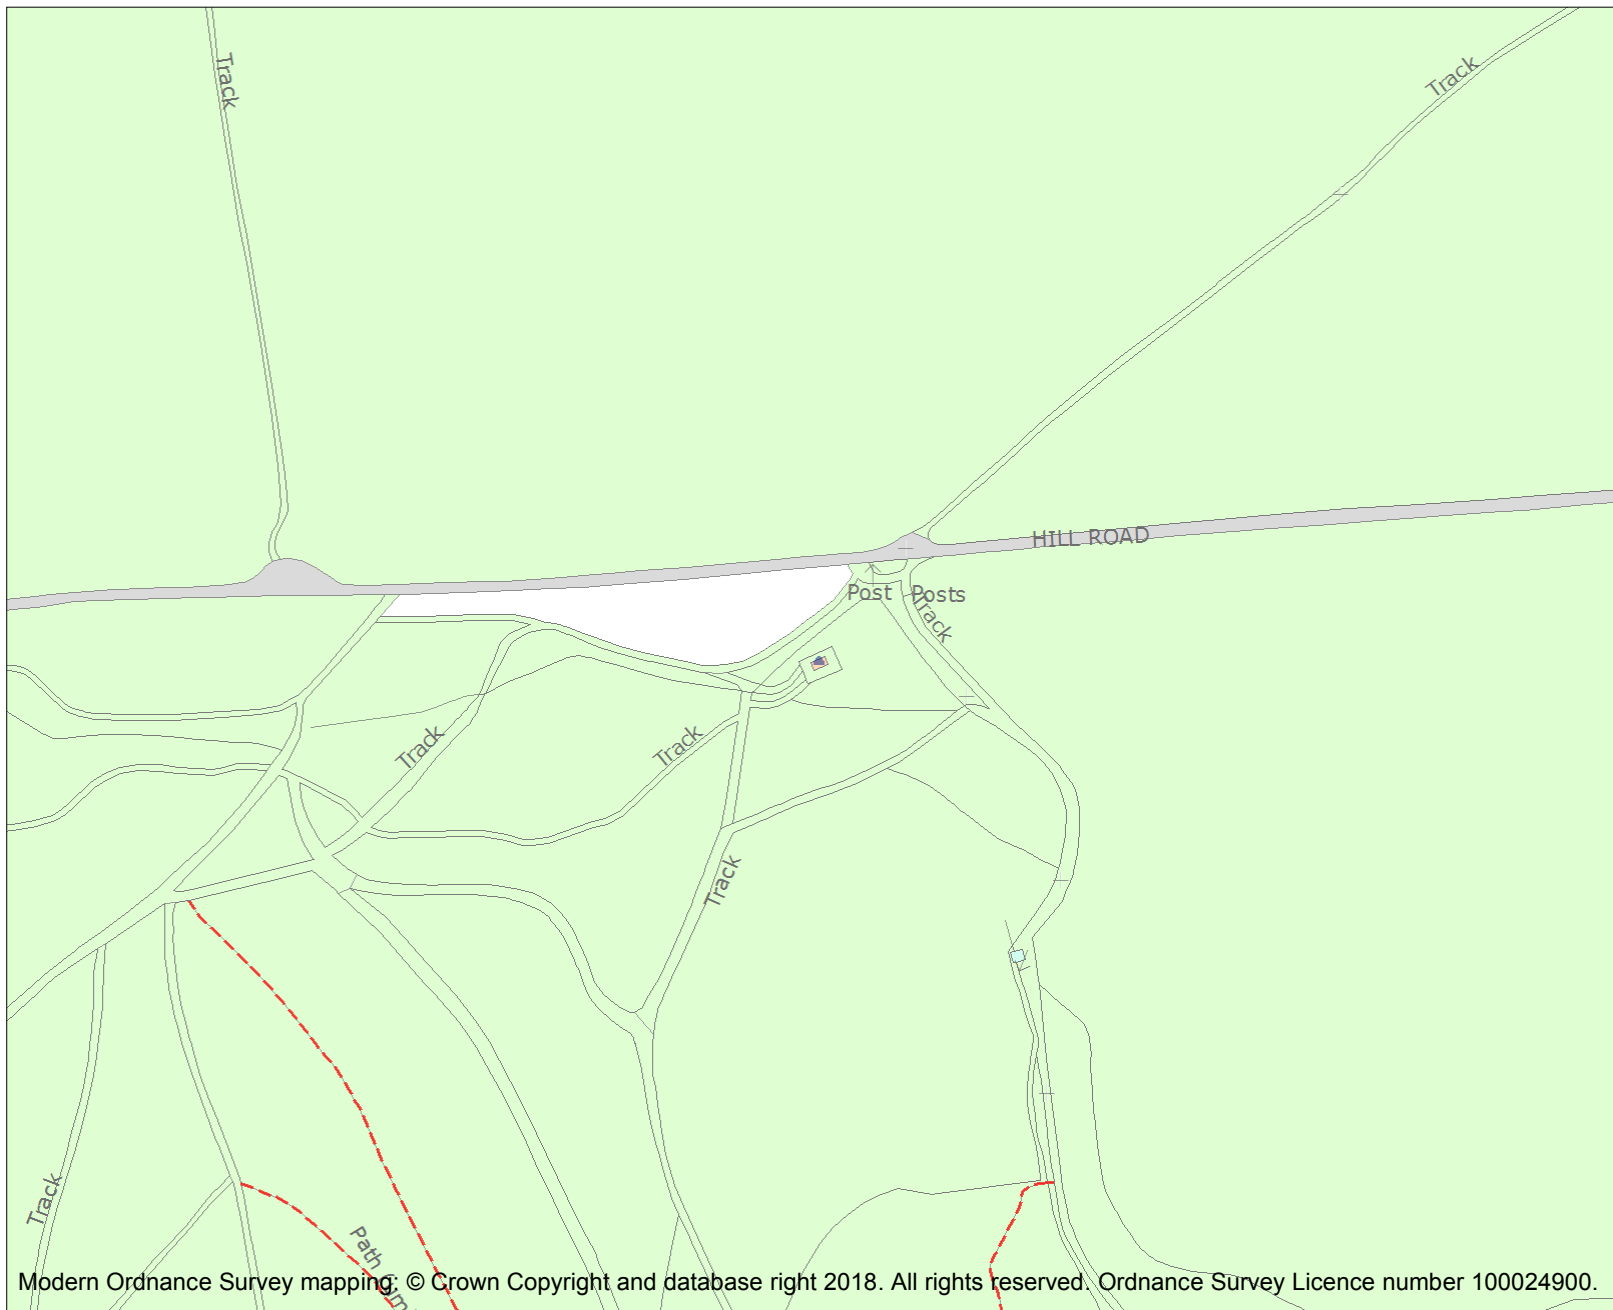 Track
Track
HILL ROAD
Post
Posts
Track
Track
Track
Track
Track
Path
Modern Ordnance Survey mapping: © Crown Copyright and database right 2018. All rights reserved. Ordnance Survey Licence number 100024900.